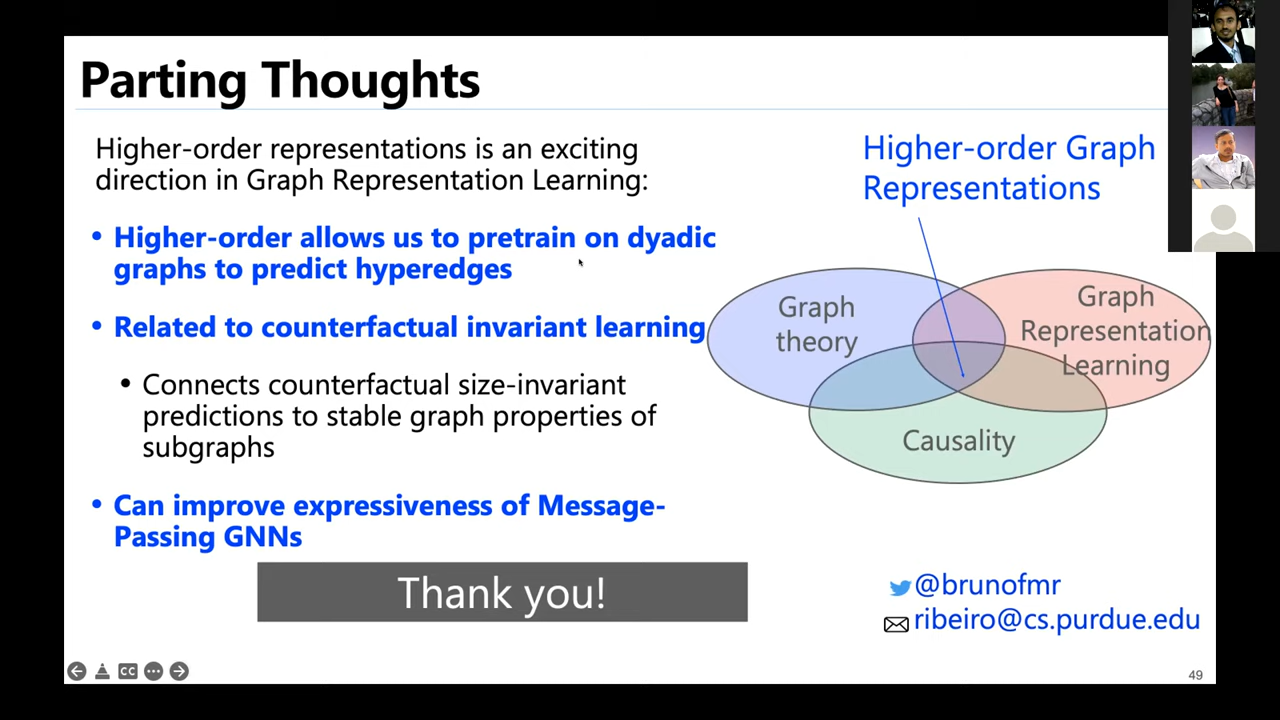 Parting Thoughts
Higher-order representations is an exciting
direction in Graph Representation Learning:
• Higher-order allows us to pretrain on dyadic
graphs to predict hyperedges
• Related to counterfactual invariant learning
• Connects counterfactual size-invariant
predictions to stable graph properties of
subgraphs
• Can improve expressiveness of Message-
Passing GNNs
Thank you!
Higher-order Graph
Representations
Graph
theory
Graph
Representation
Learning
Causality
@brunofmr
ribeiro@cs.purdue.edu
CC
49